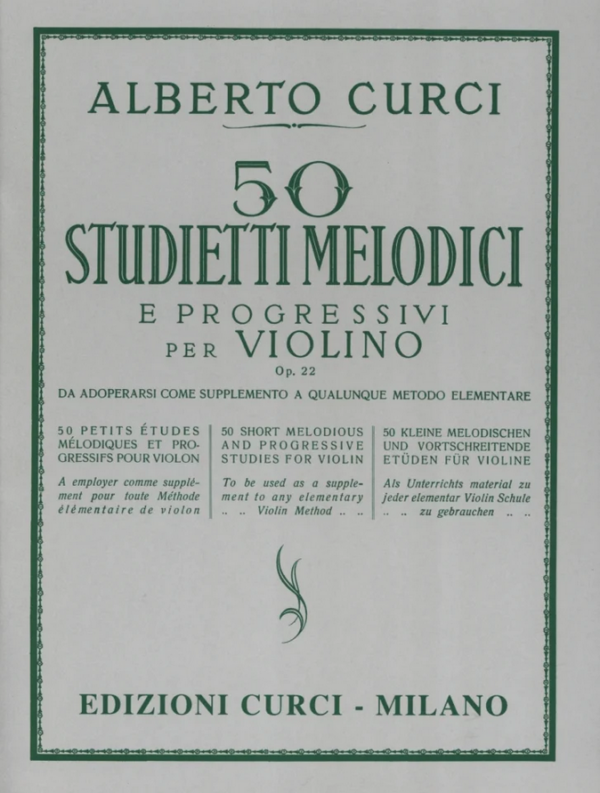 ALBERTO CURCI
50
STUDIETTI MELODICI
E PROGRESSIVI
PER VIOLINO
Op. 22
DA ADOPERARSI COME SUPPLEMENTO A QUALUNQUE METODO ELEMENTARE
50 PETITS ÉTUDES
MÉLODIQUES ET PRO-
GRESSIFS POUR VIOLON
A employer comme supplé-
ment pour toute Méthode
élémentaire de violon
50 SHORT MELODIOUS
AND PROGRESSIVE
STUDIES FOR VIOLIN
To be used as a supple-
ment to any elementary
.. .. Violin Method .. ..
50 KLEINE MELODISCHEN
UND VORTSCHREITENDE
ETÜDEN FÜR VIOLINE
Als Unterrichts material zu
jeder elementar Violin Schule
.. .. zu gebrauchen .. ..
EDIZIONI CURCI - MILANO